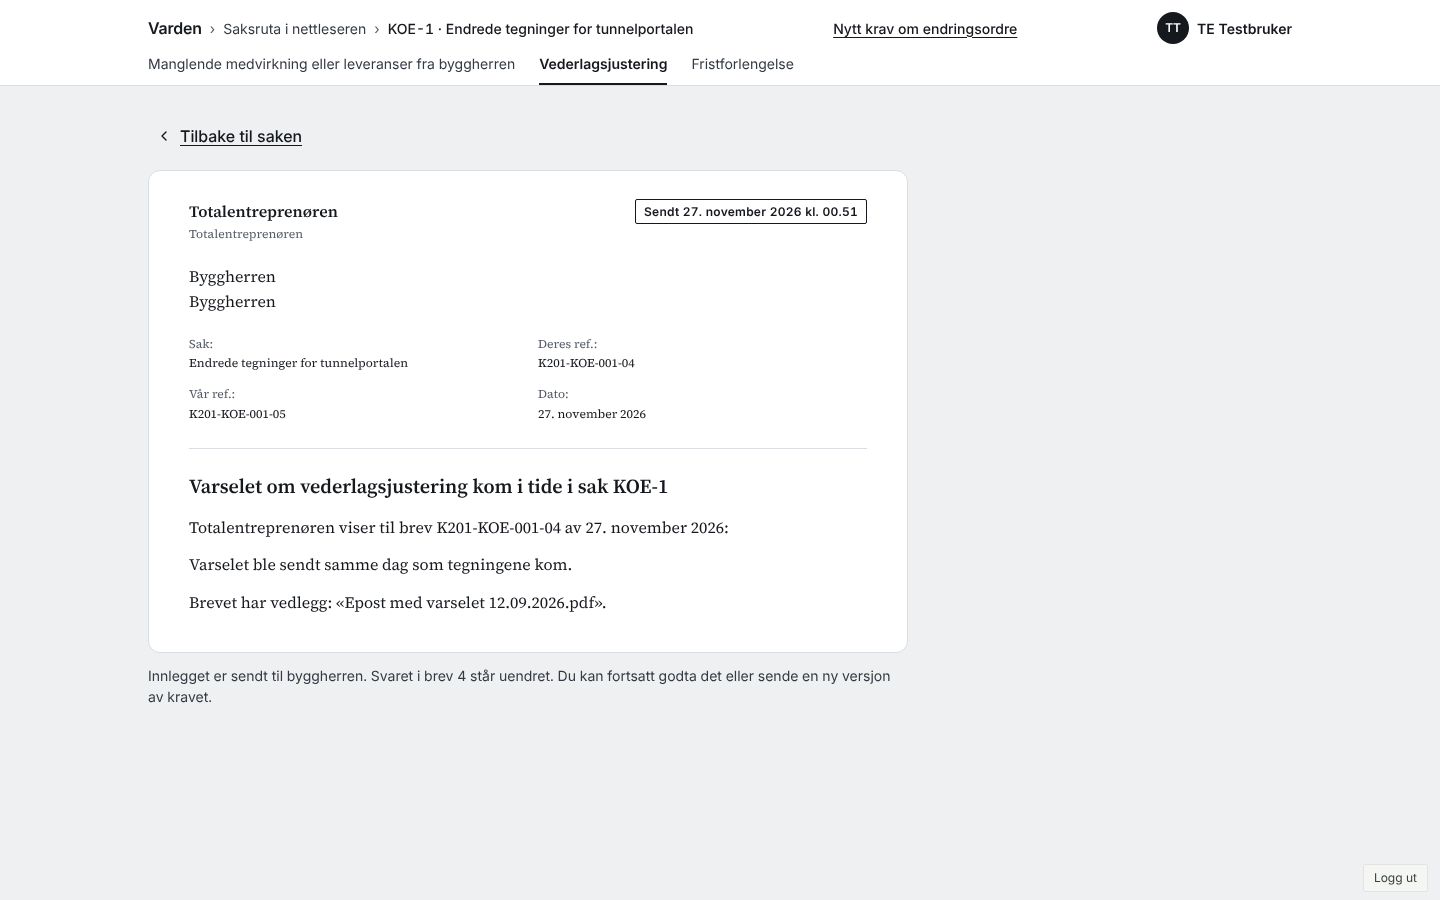 Varden › Saksruta i nettleseren › KOE-1 · Endrede tegninger for tunnelportalen
Nytt krav om endringsordre
TT TE Testbruker
Manglende medvirkning eller leveranser fra byggherren
Vederlagsjustering
Fristforlengelse
Tilbake til saken
Totalentreprenøren
Sendt 27. november 2026 kl. 00.51
Totalentreprenøren
Byggherren
Byggherren
Sak:
Endrede tegninger for tunnelportalen
Deres ref.:
K201-KOE-001-04
Vår ref.:
K201-KOE-001-05
Dato:
27. november 2026
Varselet om vederlagsjustering kom i tide i sak KOE-1
Totalentreprenøren viser til brev K201-KOE-001-04 av 27. november 2026:
Varselet ble sendt samme dag som tegningene kom.
Brevet har vedlegg: «Epost med varselet 12.09.2026.pdf».
Innlegget er sendt til byggherren. Svaret i brev 4 står uendret. Du kan fortsatt godta det eller sende en ny versjon
av kravet.
Logg ut